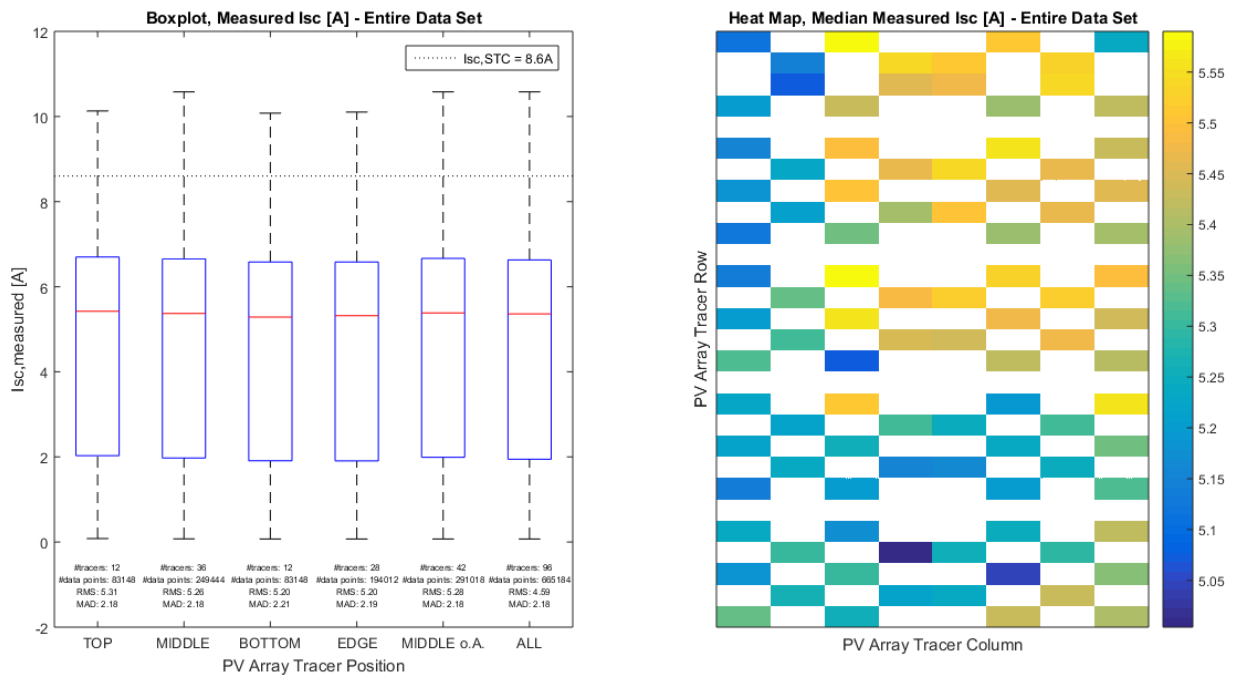 Boxplot, Measured Isc [A] - Entire Data Set
12
10
8
6
4
2
0
-2
Isc,measured [A]
Isc,STC = 8.6A
#tracers: 12
#data points: 83148
RMS: 5.31
MAD: 2.18
#tracers: 36
#data points: 249444
RMS: 5.26
MAD: 2.18
#tracers: 12
#data points: 83148
RMS: 5.20
MAD: 2.21
#tracers: 28
#data points: 194012
RMS: 5.20
MAD: 2.19
#tracers: 42
#data points: 291018
RMS: 5.28
MAD: 2.18
#tracers: 96
#data points: 665184
RMS: 4.59
MAD: 2.18
TOP
MIDDLE
BOTTOM
EDGE
MIDDLE o.A.
ALL
PV Array Tracer Position
Heat Map, Median Measured Isc [A] - Entire Data Set
PV Array Tracer Row
PV Array Tracer Column
5.55
5.5
5.45
5.4
5.35
5.3
5.25
5.2
5.15
5.1
5.05